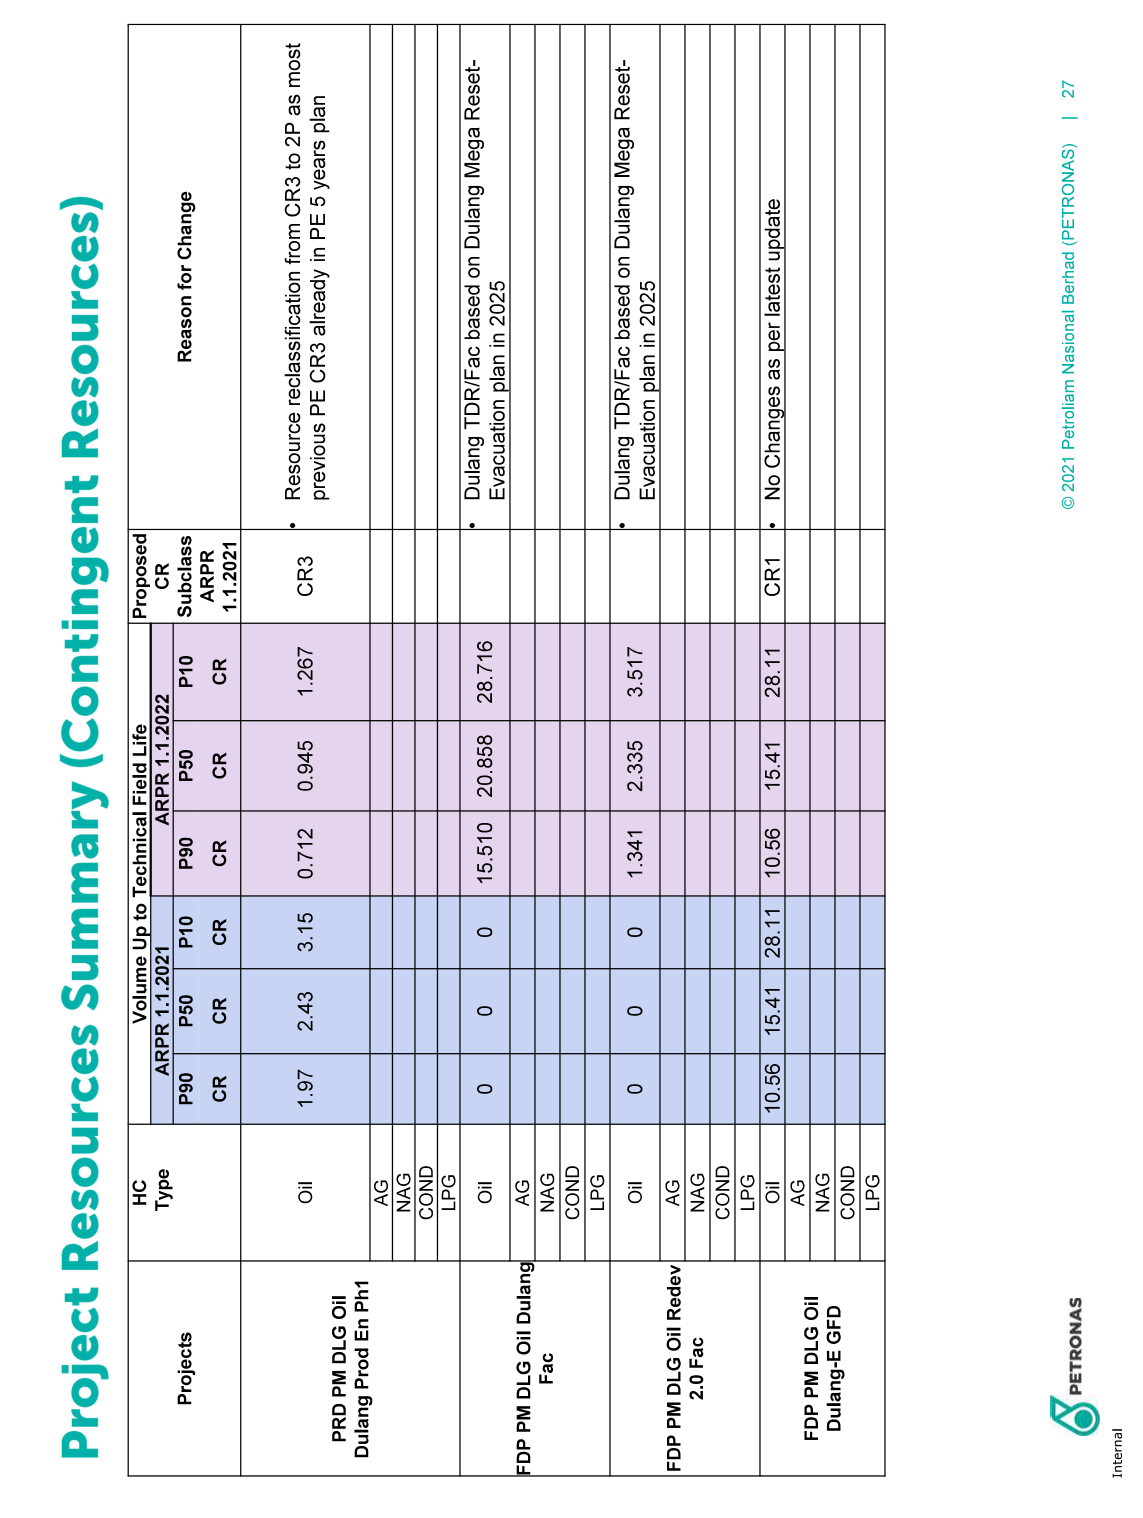 Project Resources Summary (Contingent Resources)
Projects
HC
Type
Volume Up to Technical Field Life
Proposed
CR
Subclass
ARPR
1.1.2021
Reason for Change
ARPR 1.1.2021
ARPR 1.1.2022
P90 P50 P10 P90 P50 P10
CR CR CR CR CR CR
PRD PM DLG Oil
Dulang Prod En Ph1
Oil 1.97 2.43 3.15 0.712 0.945 1.267 CR3
• Resource reclassification from CR3 to 2P as most
previous PE CR3 already in PE 5 years plan
AG
NAG
COND
LPG
FDP PM DLG Oil Dulang
Fac
Oil 0 0 0 15.510 20.858 28.716
• Dulang TDR/Fac based on Dulang Mega Reset-
Evacuation plan in 2025
AG
NAG
COND
LPG
FDP PM DLG Oil Redev
2.0 Fac
Oil 0 0 0 1.341 2.335 3.517
• Dulang TDR/Fac based on Dulang Mega Reset-
Evacuation plan in 2025
AG
NAG
COND
LPG
FDP PM DLG Oil
Dulang-E GFD
Oil 10.56 15.41 28.11 10.56 15.41 28.11 CR1 • No Changes as per latest update
AG
NAG
COND
LPG
PETRONAS
© 2021 Petroliam Nasional Berhad (PETRONAS) | 27
Internal